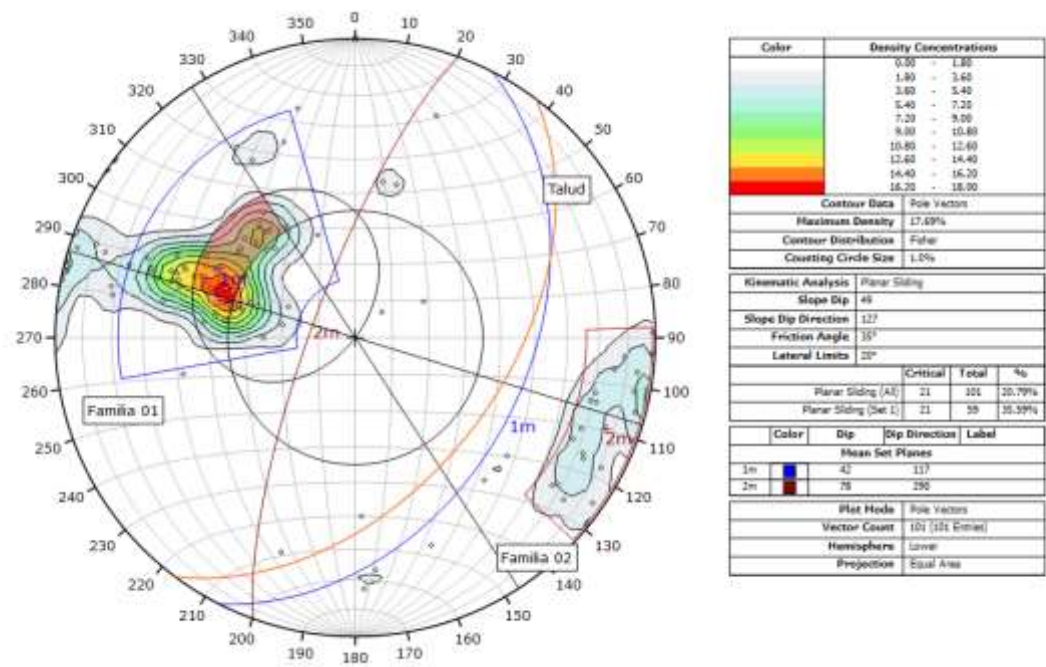 0
10
20
30
40
50
60
70
80
90
100
110
120
130
140
150
160
170
180
190
200
210
220
230
240
250
260
270
280
290
300
310
320
330
340
350
Talud
2m
Familia 01
1m
2m
Familia 02
Color Density Concentrations
0.00 - 1.80
1.80 - 3.60
3.60 - 5.40
5.40 - 7.20
7.20 - 9.00
9.00 - 10.80
10.80 - 12.60
12.60 - 14.40
14.40 - 16.20
16.20 - 18.00
Contour Data Pole Vectors
Maximum Density 17.69%
Contour Distribution Fisher
Counting Circle Size 1.0%
Kinematic Analysis Planar Sliding
Slope Dip 49
Slope Dip Direction 127
Friction Angle 35°
Lateral Limits 20°
Critical Total %
Planar Sliding (All) 21 101 20.79%
Planar Sliding (Set 1) 21 59 35.59%
Color Dip Dip Direction Label
Mean Set Planes
1m 42 117
2m 78 290
Plot Mode Pole Vectors
Vector Count 101 (101 Entries)
Hemisphere Lower
Projection Equal Area